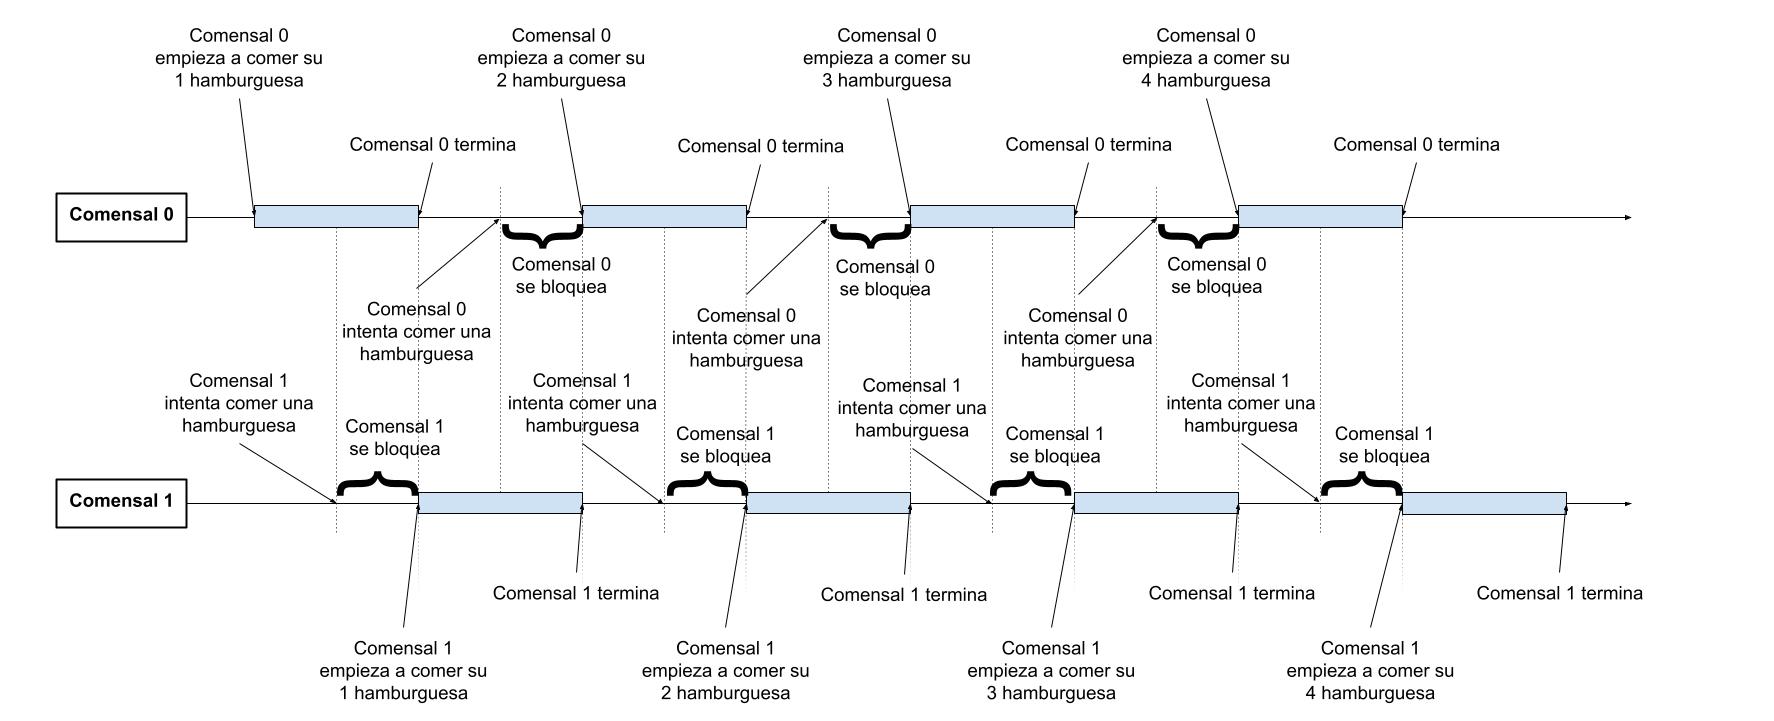 Comensal 0
empieza a comer su
1 hamburguesa
Comensal 0
empieza a comer su
2 hamburguesa
Comensal 0
empieza a comer su
3 hamburguesa
Comensal 0
empieza a comer su
4 hamburguesa
Comensal 0 termina
Comensal 0 termina
Comensal 0 termina
Comensal 0 termina
Comensal 0
Comensal 0
se bloquea
Comensal 0
se bloquea
Comensal 0
se bloquea
Comensal 0
intenta comer una
hamburguesa
Comensal 0
intenta comer una
hamburguesa
Comensal 0
intenta comer una
hamburguesa
Comensal 1
intenta comer una
hamburguesa
Comensal 1
intenta comer una
hamburguesa
Comensal 1
intenta comer una
hamburguesa
Comensal 1
intenta comer una
hamburguesa
Comensal 1
se bloquea
Comensal 1
se bloquea
Comensal 1
se bloquea
Comensal 1
se bloquea
Comensal 1
Comensal 1 termina
Comensal 1 termina
Comensal 1 termina
Comensal 1 termina
Comensal 1
empieza a comer su
1 hamburguesa
Comensal 1
empieza a comer su
2 hamburguesa
Comensal 1
empieza a comer su
3 hamburguesa
Comensal 1
empieza a comer su
4 hamburguesa